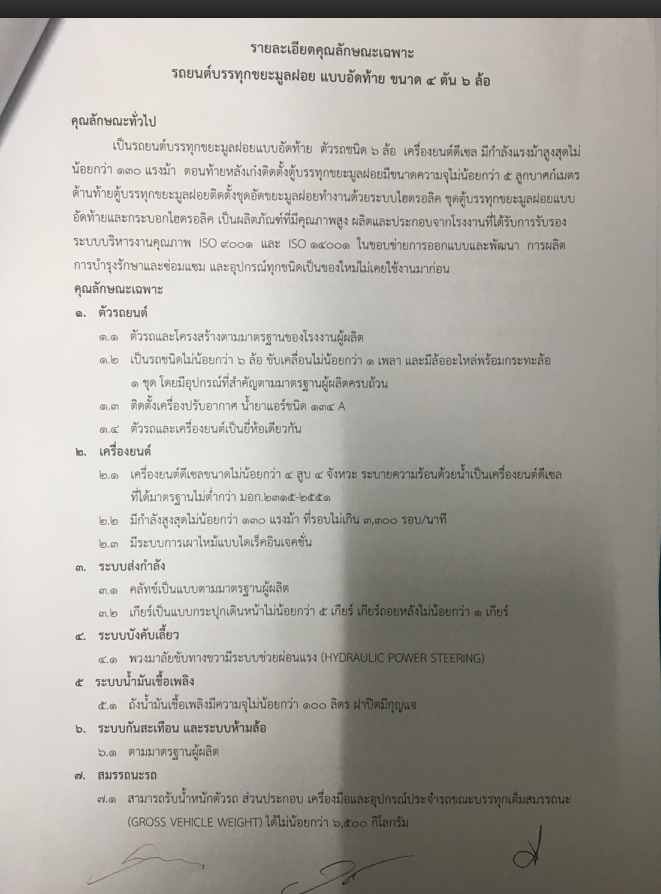 รายละเอียดคุณลักษณะเฉพาะ
รถยนต์บรรทุกขยะมูลฝอย แบบอัดท้าย ขนาด ๔ ตัน ๖ ล้อ
คุณลักษณะทั่วไป
เป็นรถยนต์บรรทุกขยะมูลฝอยแบบอัดท้าย ตัวรถชนิด ๖ ล้อ เครื่องยนต์ดีเซล มีกำลังแรงม้าสูงสุดไม่
น้อยกว่า ๑๓๐ แรงม้า ตอนท้ายหลังเก๋งติดตั้งตู้บรรทุกขยะมูลฝอยมีขนาดความจุไม่น้อยกว่า ๕ ลูกบาศก์เมตร
ด้านท้ายตู้บรรทุกขยะมูลฝอยติดตั้งชุดอัดขยะมูลฝอยทำงานด้วยระบบไฮดรอลิค ชุดตู้บรรทุกขยะมูลฝอยแบบ
อัดท้ายและกระบอกไฮดรอลิค เป็นผลิตภัณฑ์ที่มีคุณภาพสูง ผลิตและประกอบจากโรงงานที่ได้รับการรับรอง
ระบบบริหารงานคุณภาพ ISO ๙๐๐๑ และ ISO ๑๔๐๐๑ ในขอบข่ายการออกแบบและพัฒนา การผลิต
การบำรุงรักษาและซ่อมแซม และอุปกรณ์ทุกชนิดเป็นของใหม่ไม่เคยใช้งานมาก่อน
คุณลักษณะเฉพาะ
๑. ตัวรถยนต์
๑.๑ ตัวรถและโครงสร้างตามมาตรฐานของโรงงานผู้ผลิต
๑.๒ เป็นรถชนิดไม่น้อยกว่า ๖ ล้อ ขับเคลื่อนไม่น้อยกว่า ๑ เพลา และมีล้ออะไหล่พร้อมกระทะล้อ
๑ ชุด โดยมีอุปกรณ์ที่สำคัญตามมาตรฐานผู้ผลิตครบถ้วน
๑.๓ ติดตั้งเครื่องปรับอากาศ น้ำยาแอร์ชนิด ๑๓๔ A
๑.๔ ตัวรถและเครื่องยนต์เป็นยี่ห้อเดียวกัน
๒. เครื่องยนต์
๒.๑ เครื่องยนต์ดีเซลขนาดไม่น้อยกว่า ๔ สูบ ๔ จังหวะ ระบายความร้อนด้วยน้ำเป็นเครื่องยนต์ดีเซล
ที่ได้มาตรฐานไม่ต่ำกว่า มอก.๒๓๑๕-๒๕๕๑
๒.๒ มีกำลังสูงสุดไม่น้อยกว่า ๑๓๐ แรงม้า ที่รอบไม่เกิน ๓,๓๐๐ รอบ/นาที
๒.๓ มีระบบการเผาไหม้แบบไดเร็คอินเจคชั่น
๓. ระบบส่งกำลัง
๓.๑ คลัทช์เป็นแบบตามมาตรฐานผู้ผลิต
๓.๒ เกียร์เป็นแบบกระปุกเดินหน้าไม่น้อยกว่า ๕ เกียร์ เกียร์ถอยหลังไม่น้อยกว่า ๑ เกียร์
๔. ระบบบังคับเลี้ยว
๔.๑ พวงมาลัยขับทางขวามีระบบช่วยผ่อนแรง (HYDRAULIC POWER STEERING)
๕ ระบบน้ำมันเชื้อเพลิง
๕.๑ ถังน้ำมันเชื้อเพลิงมีความจุไม่น้อยกว่า ๑๐๐ ลิตร ฝาปิดมีกุญแจ
๖. ระบบกันสะเทือน และระบบห้ามล้อ
๖.๑ ตามมาตรฐานผู้ผลิต
๗. สมรรถนะรถ
๗.๑ สามารถรับน้ำหนักตัวรถ ส่วนประกอบ เครื่องมือและอุปกรณ์ประจำรถขณะบรรทุกเต็มสมรรถนะ
(GROSS VEHICLE WEIGHT) ได้ไม่น้อยกว่า ๖,๕๐๐ กิโลกรัม